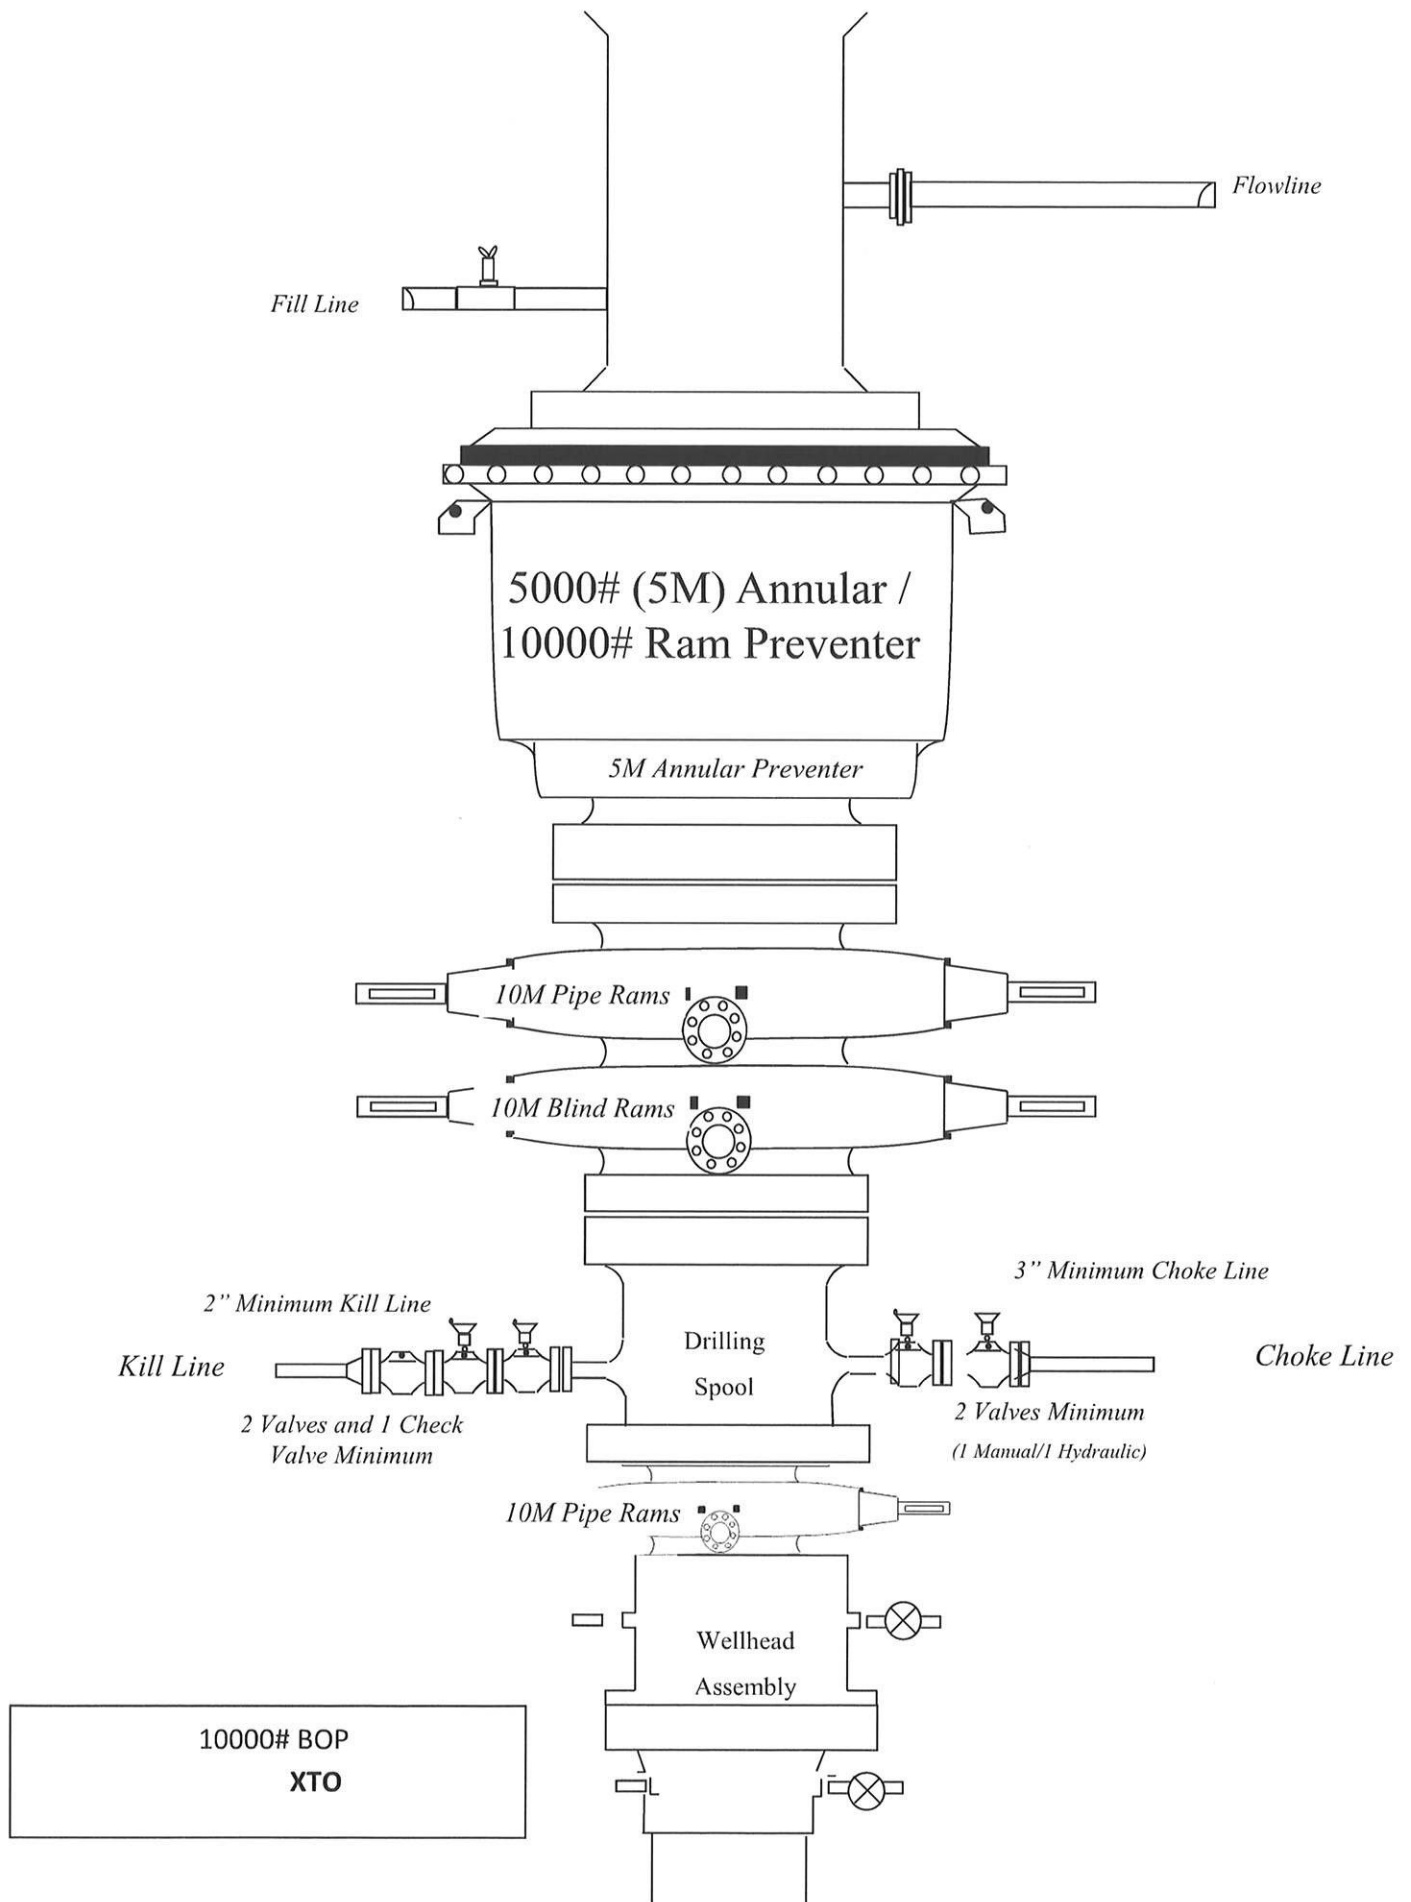 Flowline
Fill Line
5000# (5M) Annular /
10000# Ram Preventer
5M Annular Preventer
10M Pipe Rams
10M Blind Rams
3” Minimum Choke Line
2” Minimum Kill Line
Drilling
Spool
Kill Line
Choke Line
2 Valves and 1 Check
Valve Minimum
2 Valves Minimum
(1 Manual/1 Hydraulic)
10M Pipe Rams
Wellhead
Assembly
10000# BOP
XTO